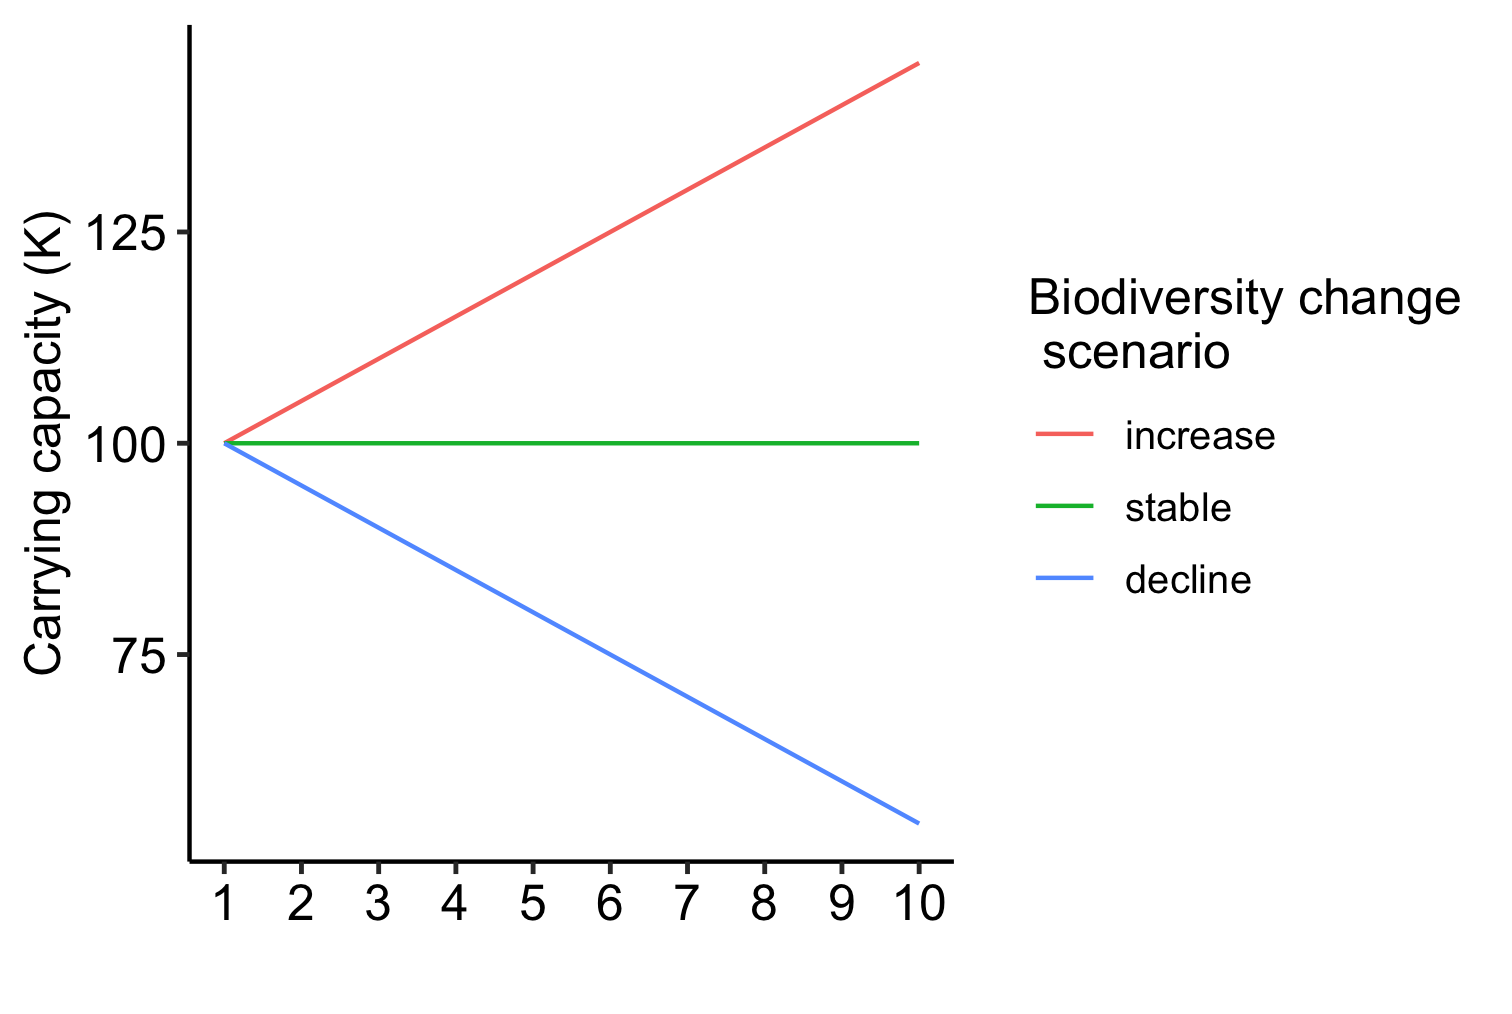 Carrying capacity (K)
125
100
75
1 2 3 4 5 6 7 8 9 10
Biodiversity change
scenario
increase
stable
decline